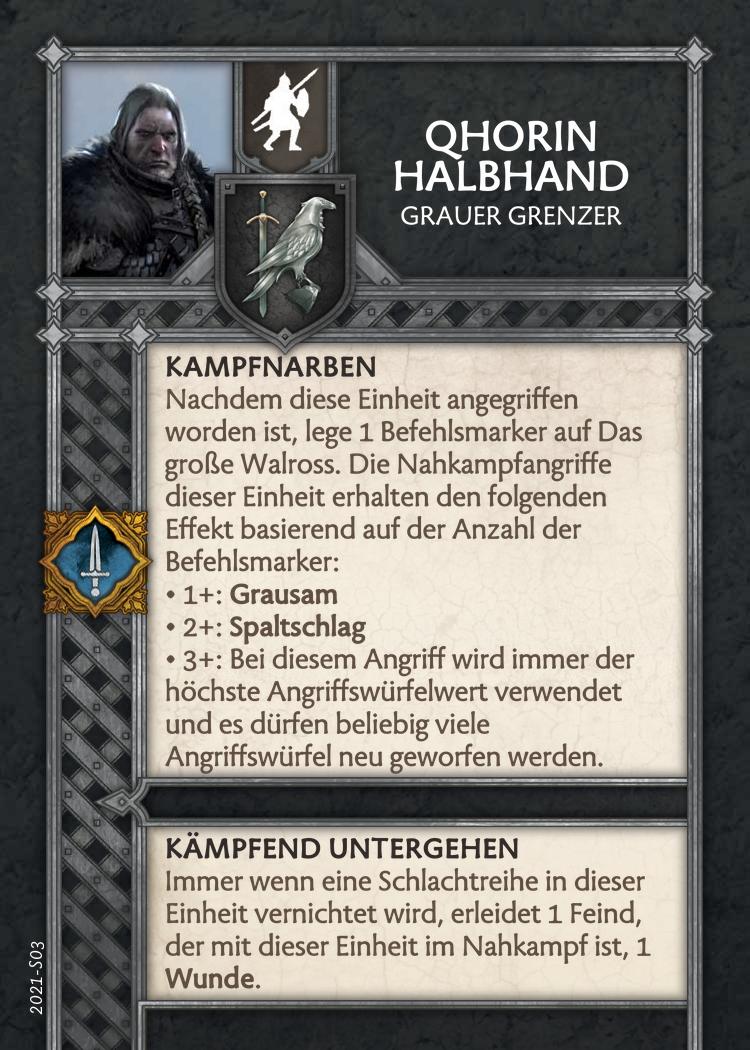 QHORIN
HALBHAND
GRAUER GRENZER
KAMPFNARBEN
Nachdem diese Einheit angegriffen
worden ist, lege 1 Befehlsmarker auf Das
große Walross. Die Nahkampfangriffe
dieser Einheit erhalten den folgenden
Effekt basierend auf der Anzahl der
Befehlsmarker:
• 1+: Grausam
• 2+: Spaltschlag
• 3+: Bei diesem Angriff wird immer der
höchste Angriffswürfelwert verwendet
und es dürfen beliebig viele
Angriffswürfel neu geworfen werden.
KÄMPFEND UNTERGEHEN
Immer wenn eine Schlachtreihe in dieser
Einheit vernichtet wird, erleidet 1 Feind,
der mit dieser Einheit im Nahkampf ist, 1
Wunde.
2021-S03